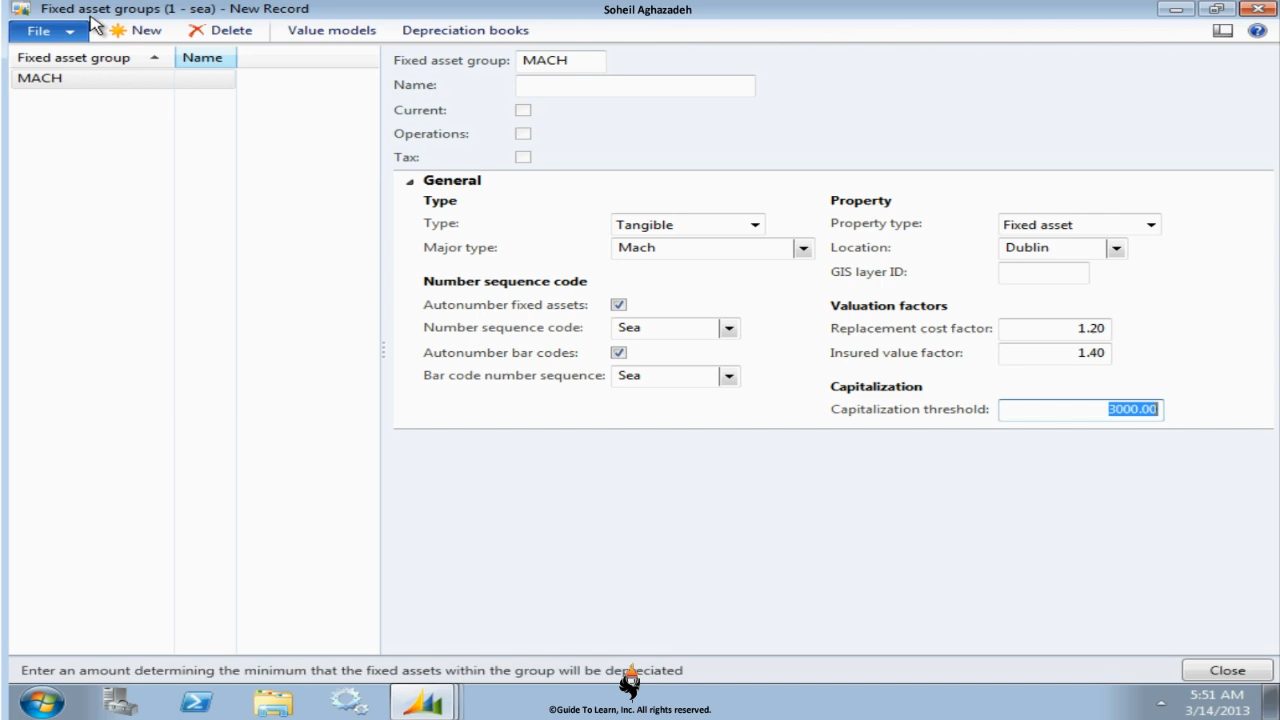 Fixed asset groups (1 - sea) - New Record
Soheil Aghazadeh
File New Delete Value models Depreciation books
Fixed asset group Name
MACH
Fixed asset group: MACH
Name:
Current:
Operations:
Tax:
General
Type
Type: Tangible
Major type: Mach
Number sequence code
Autonumber fixed assets:
Number sequence code: Sea
Autonumber bar codes:
Bar code number sequence: Sea
Property
Property type: Fixed asset
Location: Dublin
GIS layer ID:
Valuation factors
Replacement cost factor: 1.20
Insured value factor: 1.40
Capitalization
Capitalization threshold: 3000.00
Enter an amount determining the minimum that the fixed assets within the group will be depreciated
Close
5:51 AM
3/14/2013
©Guide To Learn, Inc. All rights reserved.